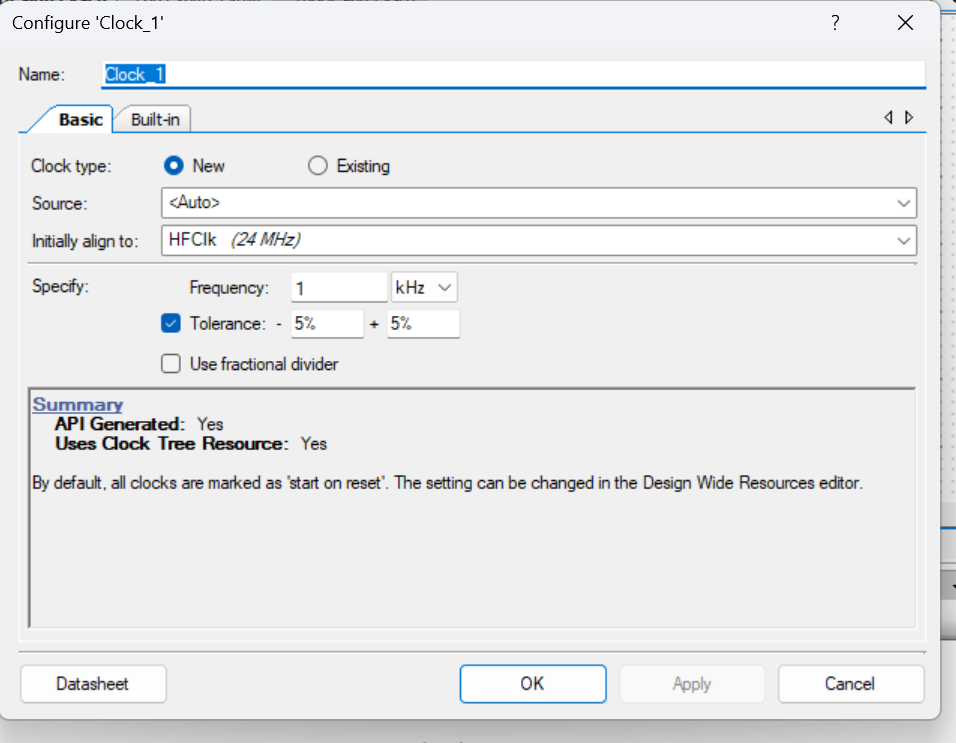 Configure 'Clock_1'
?
Name: Clock_1
Basic Built-in
Clock type: New Existing
Source: <Auto>
Initially align to: HFClk (24 MHz)
Specify: Frequency: 1 kHz
Tolerance: - 5% + 5%
Use fractional divider
Summary
API Generated: Yes
Uses Clock Tree Resource: Yes
By default, all clocks are marked as 'start on reset'. The setting can be changed in the Design Wide Resources editor.
Datasheet OK Apply Cancel